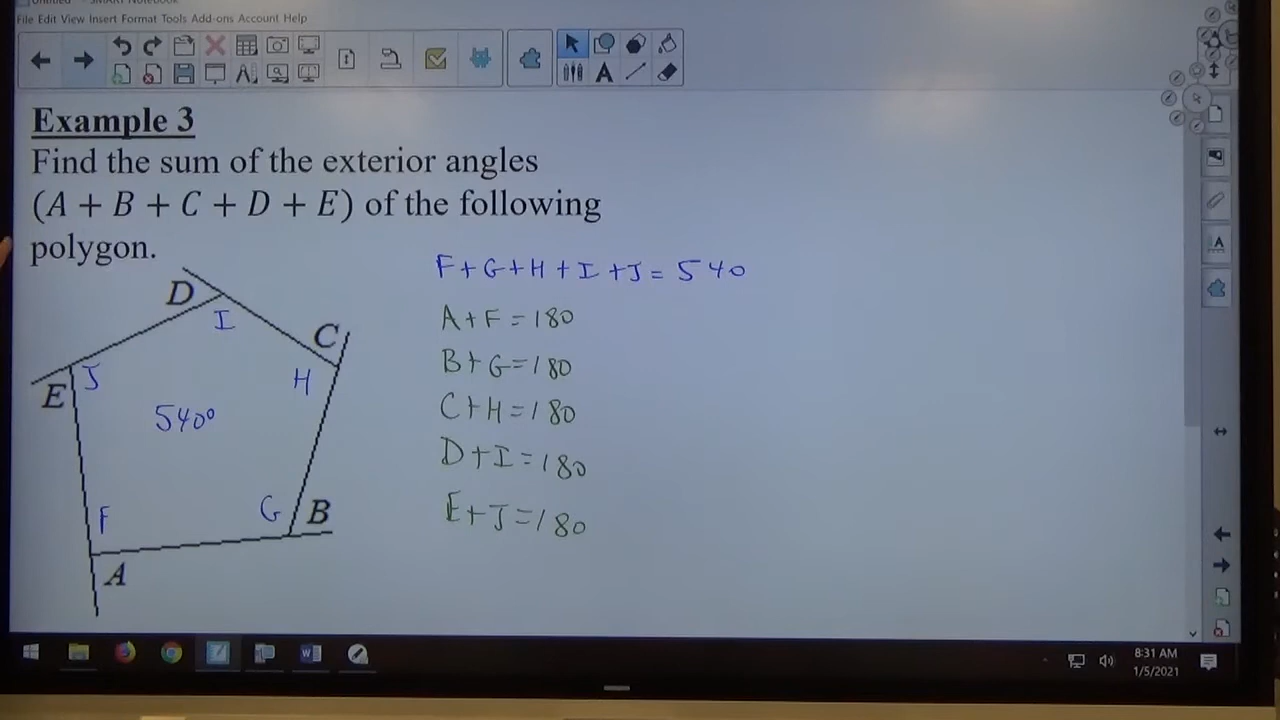 File Edit View Insert Format Tools Add-ons Account Help
Example 3
Find the sum of the exterior angles
(A + B + C + D + E) of the following
polygon.
F+G+H+I+J=540
A+F=180
B+G=180
C+H=180
D+I=180
E+J=180
D
I
C
H
E
J
540°
F
G
B
A
8:31 AM
1/5/2021